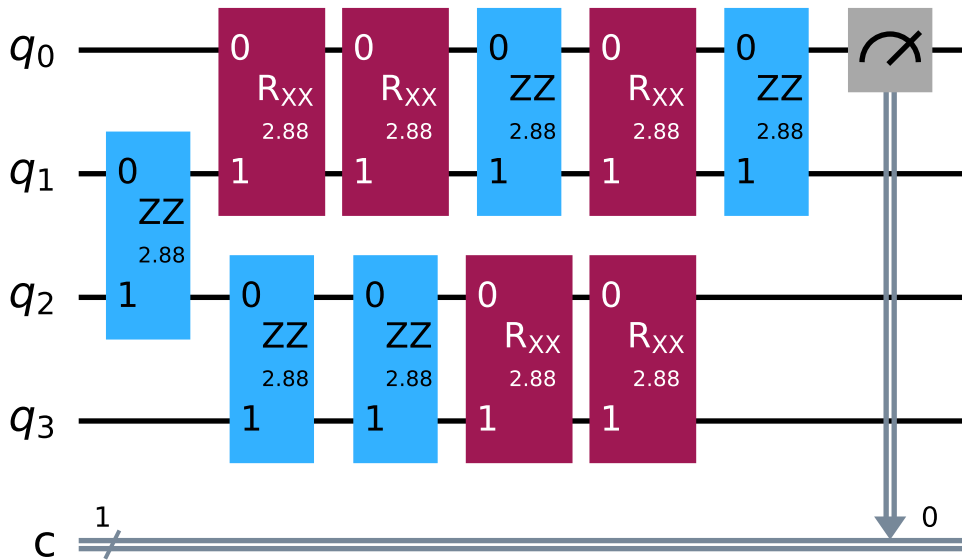 q0 0 0 0 0 0
RXX RXX ZZ RXX ZZ
2.88 2.88 2.88 2.88 2.88
q1 0 1 1 1 1 1
ZZ
2.88
q2 1 0 0 0 0
ZZ ZZ RXX RXX
2.88 2.88 2.88 2.88
q3 1 1 1 1
1 0
c